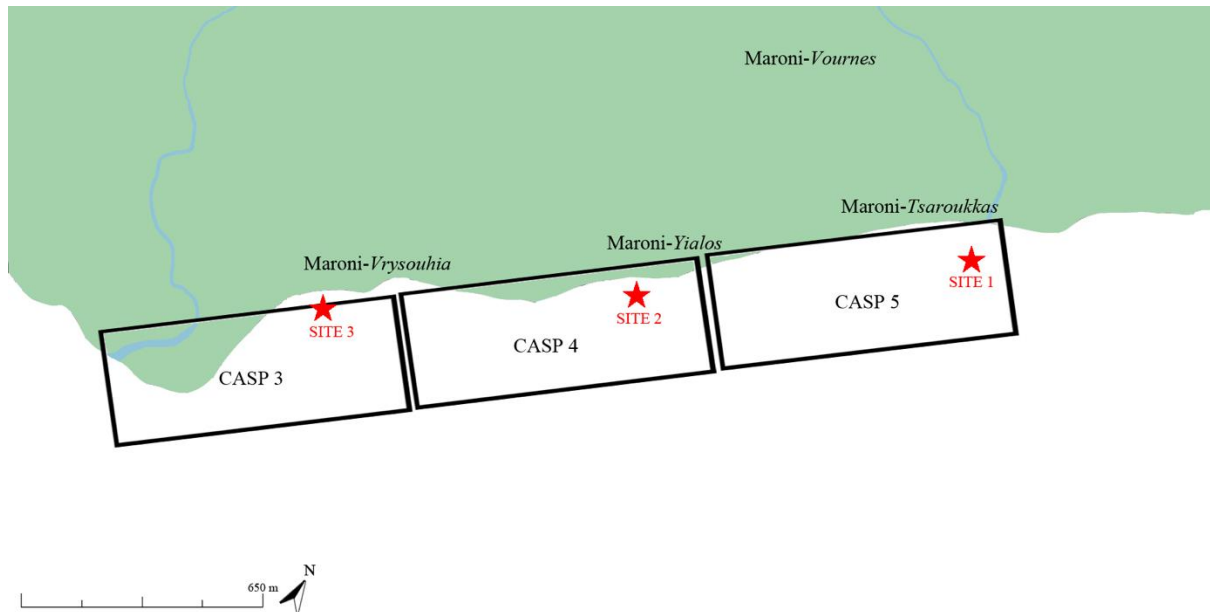 Maroni-Vournes
Maroni-Tsaroukkas
Maroni-Yialos
Maroni-Vrysouhia
SITE 1
SITE 2
SITE 3
CASP 5
CASP 4
CASP 3
650 m
N